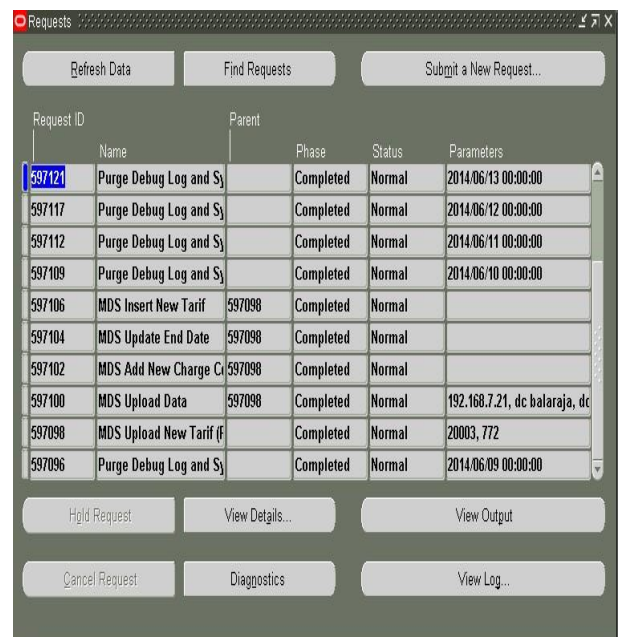 Requests
Refresh Data Find Requests Submit a New Request...
Request ID Parent
Name Phase Status Parameters
597121 Purge Debug Log and Sy Completed Normal 2014/06/13 00:00:00
597117 Purge Debug Log and Sy Completed Normal 2014/06/12 00:00:00
597112 Purge Debug Log and Sy Completed Normal 2014/06/11 00:00:00
597109 Purge Debug Log and Sy Completed Normal 2014/06/10 00:00:00
597106 MDS Insert New Tarif 597098 Completed Normal
597104 MDS Update End Date 597098 Completed Normal
597102 MDS Add New Charge Co 597098 Completed Normal
597100 MDS Upload Data 597098 Completed Normal 192.168.7.21, dc balaraja, dc
597098 MDS Upload New Tarif (F Completed Normal 20003, 772
597096 Purge Debug Log and Sy Completed Normal 2014/06/09 00:00:00
Hold Request View Details... View Output
Cancel Request Diagnostics View Log...